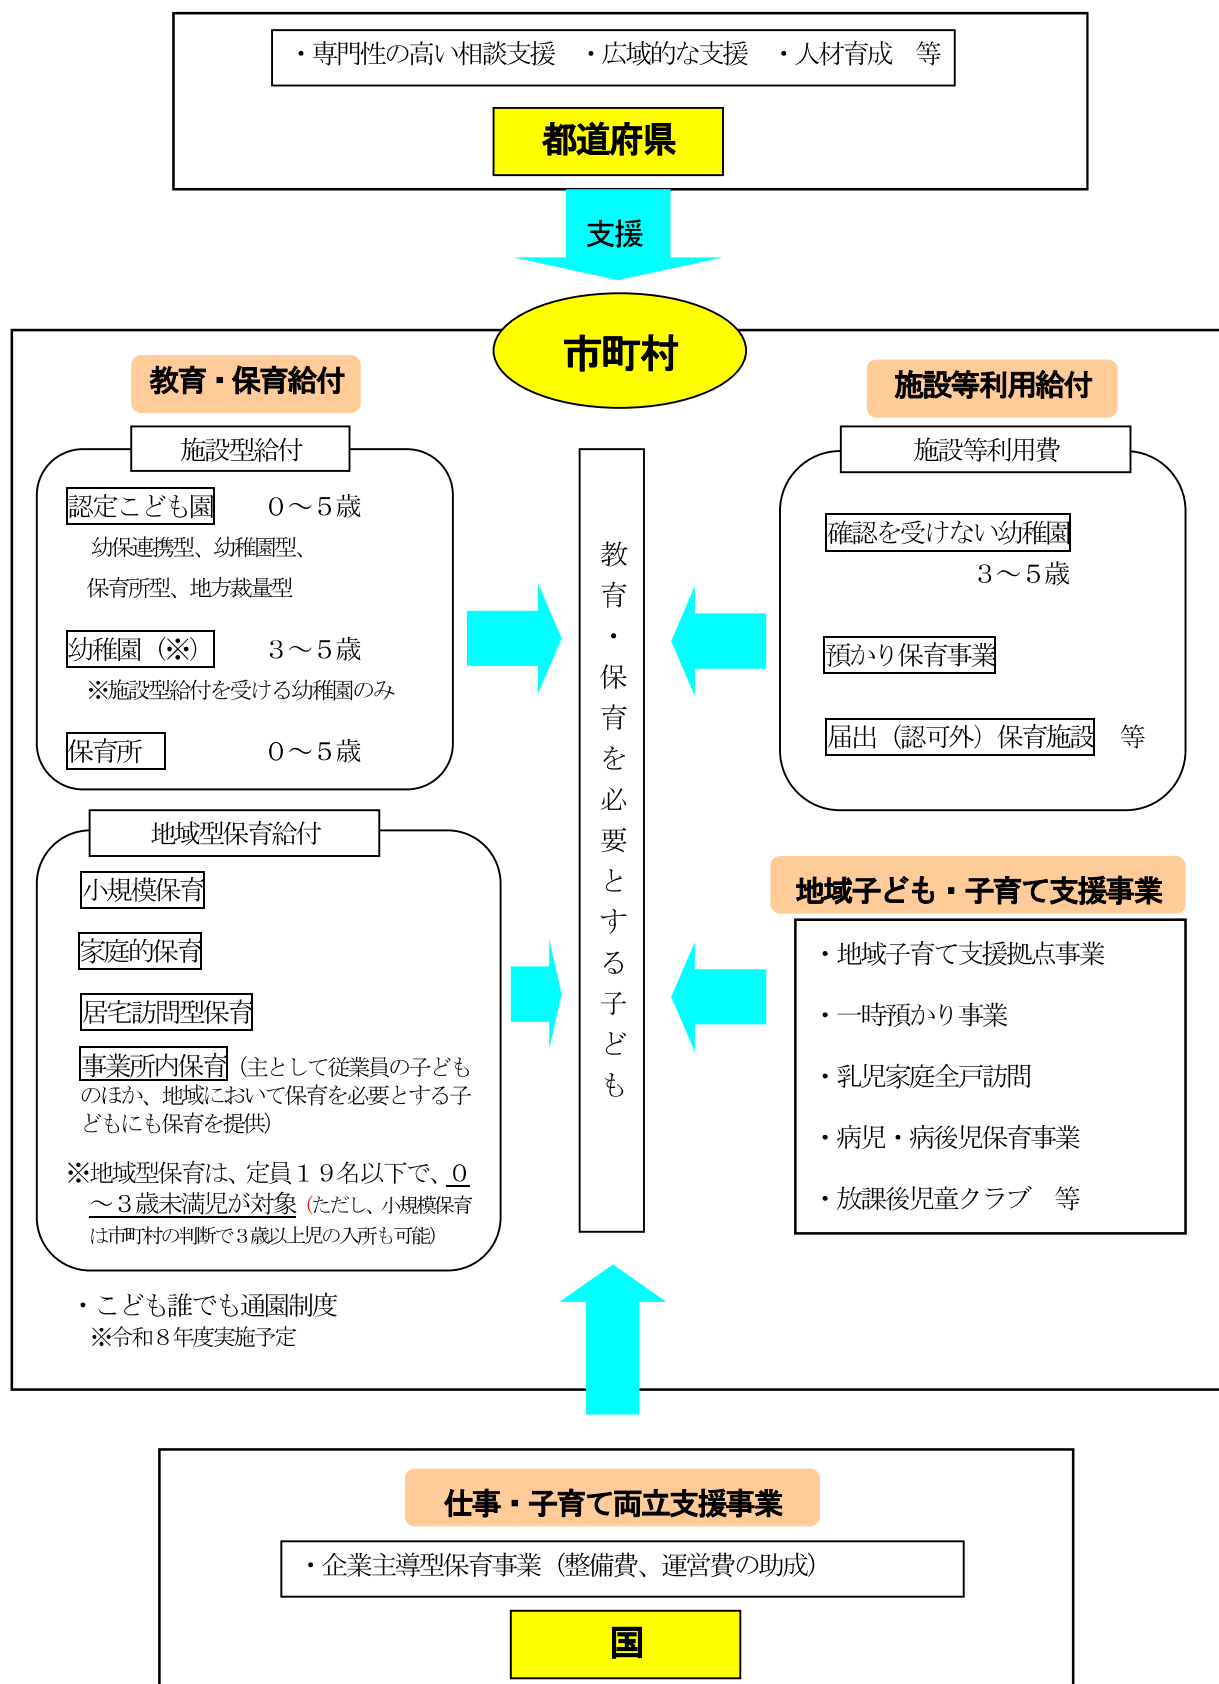 ・専門性の高い相談支援　・広域的な支援　・人材育成　等
都道府県
支援
市町村
教育・保育給付
施設型給付
認定こども園　　０～５歳
幼保連携型、幼稚園型、
保育所型、地方裁量型
幼稚園（※）　　３～５歳
※施設型給付を受ける幼稚園のみ
保育所　　０～５歳
地域型保育給付
小規模保育
家庭的保育
居宅訪問型保育
事業所内保育（主として従業員の子ども
のほか、地域において保育を必要とする子
どもにも保育を提供）
※地域型保育は、定員１９名以下で、０
～３歳未満児が対象（ただし、小規模保育
は市町村の判断で３歳以上児の入所も可能）
・こども誰でも通園制度
※令和８年度実施予定
教育・保育を必要とする子ども
施設等利用給付
施設等利用費
確認を受けない幼稚園
３～５歳
預かり保育事業
届出（認可外）保育施設　等
地域子ども・子育て支援事業
・地域子育て支援拠点事業
・一時預かり事業
・乳児家庭全戸訪問
・病児・病後児保育事業
・放課後児童クラブ　等
仕事・子育て両立支援事業
・企業主導型保育事業（整備費、運営費の助成）
国